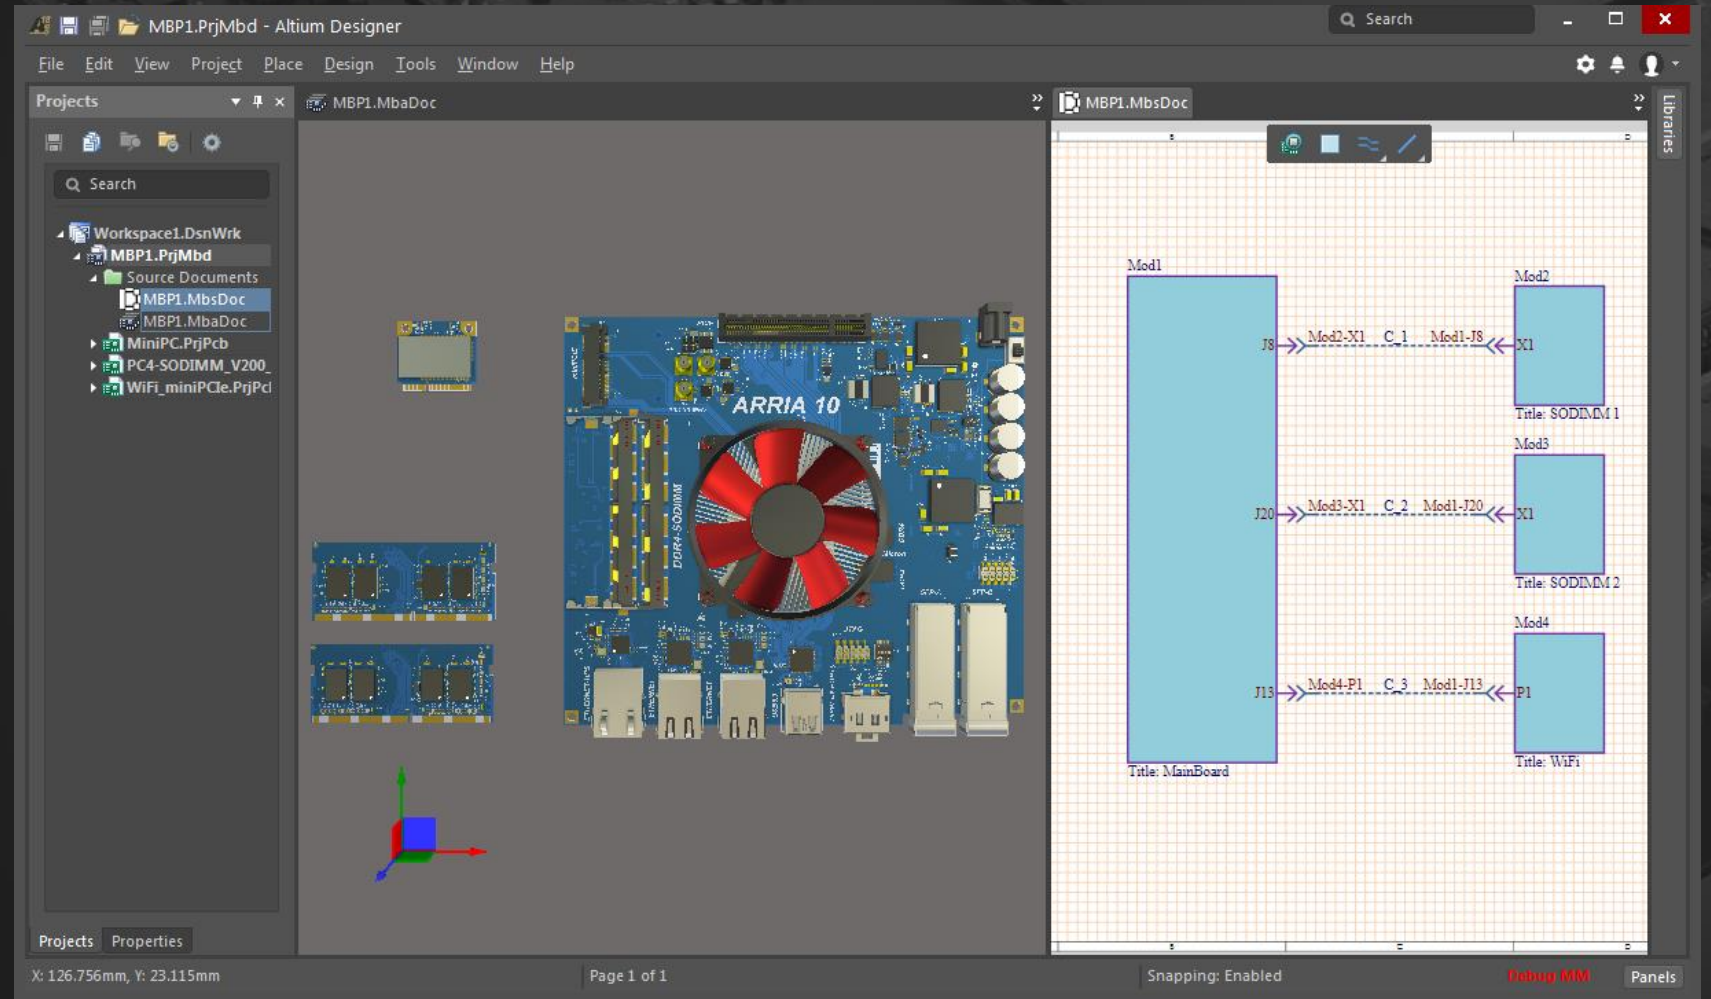 MBP1.PrjMbd - Altium Designer
Search
File Edit View Project Place Design Tools Window Help
Projects
MBP1.MbaDoc
MBP1.MbsDoc
Libraries
Search
Workspace1.DsnWrk
MBP1.PrjMbd
Source Documents
MBP1.MbsDoc
MBP1.MbaDoc
MiniPC.PrjPcb
PC4-SODIMM_V200_
WiFi_miniPCIe.PrjPcl
ARRIA 10
DDR4-SODIMM
JTAG
Mod1
J8
J20
J13
Title: MainBoard
Mod2-X1 C_1 Mod1-J8
Mod3-X1 C_2 Mod1-J20
Mod4-P1 C_3 Mod1-J13
Mod2
X1
Title: SODIMM 1
Mod3
X1
Title: SODIMM 2
Mod4
P1
Title: WiFi
Projects Properties
X: 126.756mm, Y: 23.115mm
Page 1 of 1
Snapping: Enabled
Debug MM
Panels